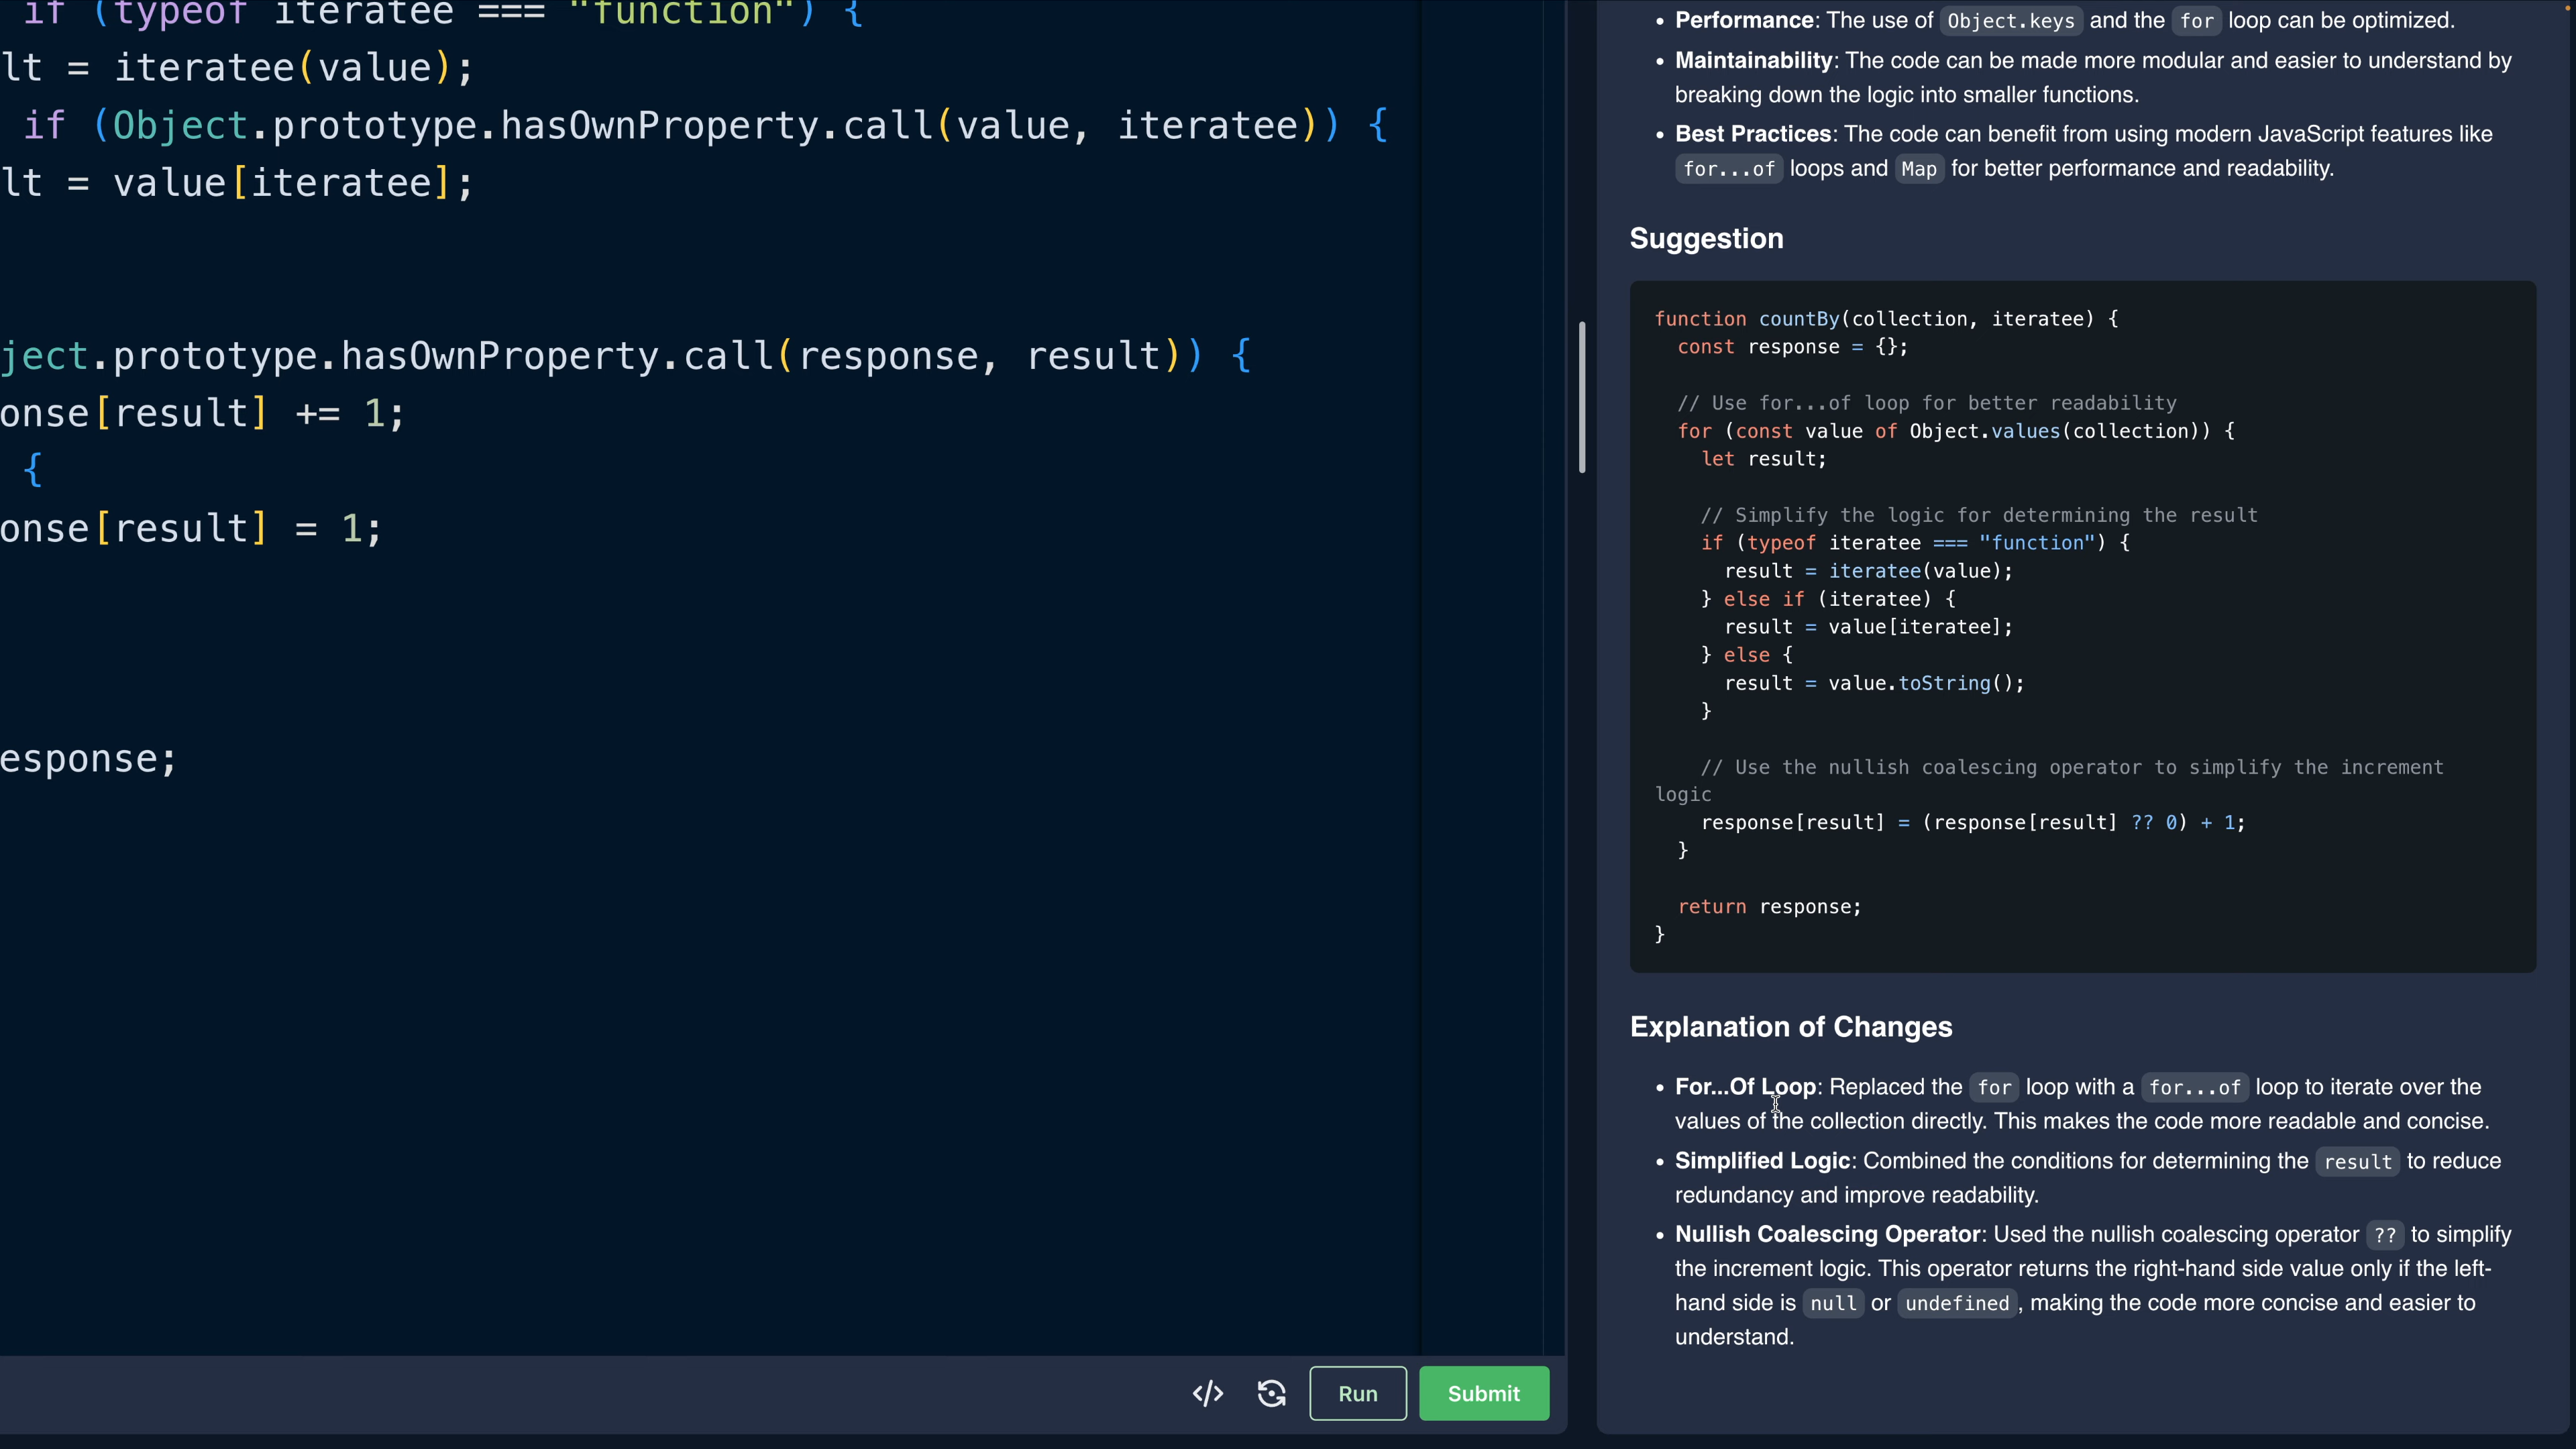 if (typeof iteratee === "function") {
lt = iteratee(value);
if (Object.prototype.hasOwnProperty.call(value, iteratee)) {
lt = value[iteratee];
ject.prototype.hasOwnProperty.call(response, result)) {
onse[result] += 1;
{
onse[result] = 1;
esponse;
Run
Submit
• Performance: The use of Object.keys and the for loop can be optimized.
• Maintainability: The code can be made more modular and easier to understand by
breaking down the logic into smaller functions.
• Best Practices: The code can benefit from using modern JavaScript features like
for...of loops and Map for better performance and readability.
Suggestion
function countBy(collection, iteratee) {
const response = {};
// Use for...of loop for better readability
for (const value of Object.values(collection)) {
let result;
// Simplify the logic for determining the result
if (typeof iteratee === "function") {
result = iteratee(value);
} else if (iteratee) {
result = value[iteratee];
} else {
result = value.toString();
}
// Use the nullish coalescing operator to simplify the increment
logic
response[result] = (response[result] ?? 0) + 1;
}
return response;
}
Explanation of Changes
• For...Of Loop: Replaced the for loop with a for...of loop to iterate over the
values of the collection directly. This makes the code more readable and concise.
• Simplified Logic: Combined the conditions for determining the result to reduce
redundancy and improve readability.
• Nullish Coalescing Operator: Used the nullish coalescing operator ?? to simplify
the increment logic. This operator returns the right-hand side value only if the left-
hand side is null or undefined, making the code more concise and easier to
understand.